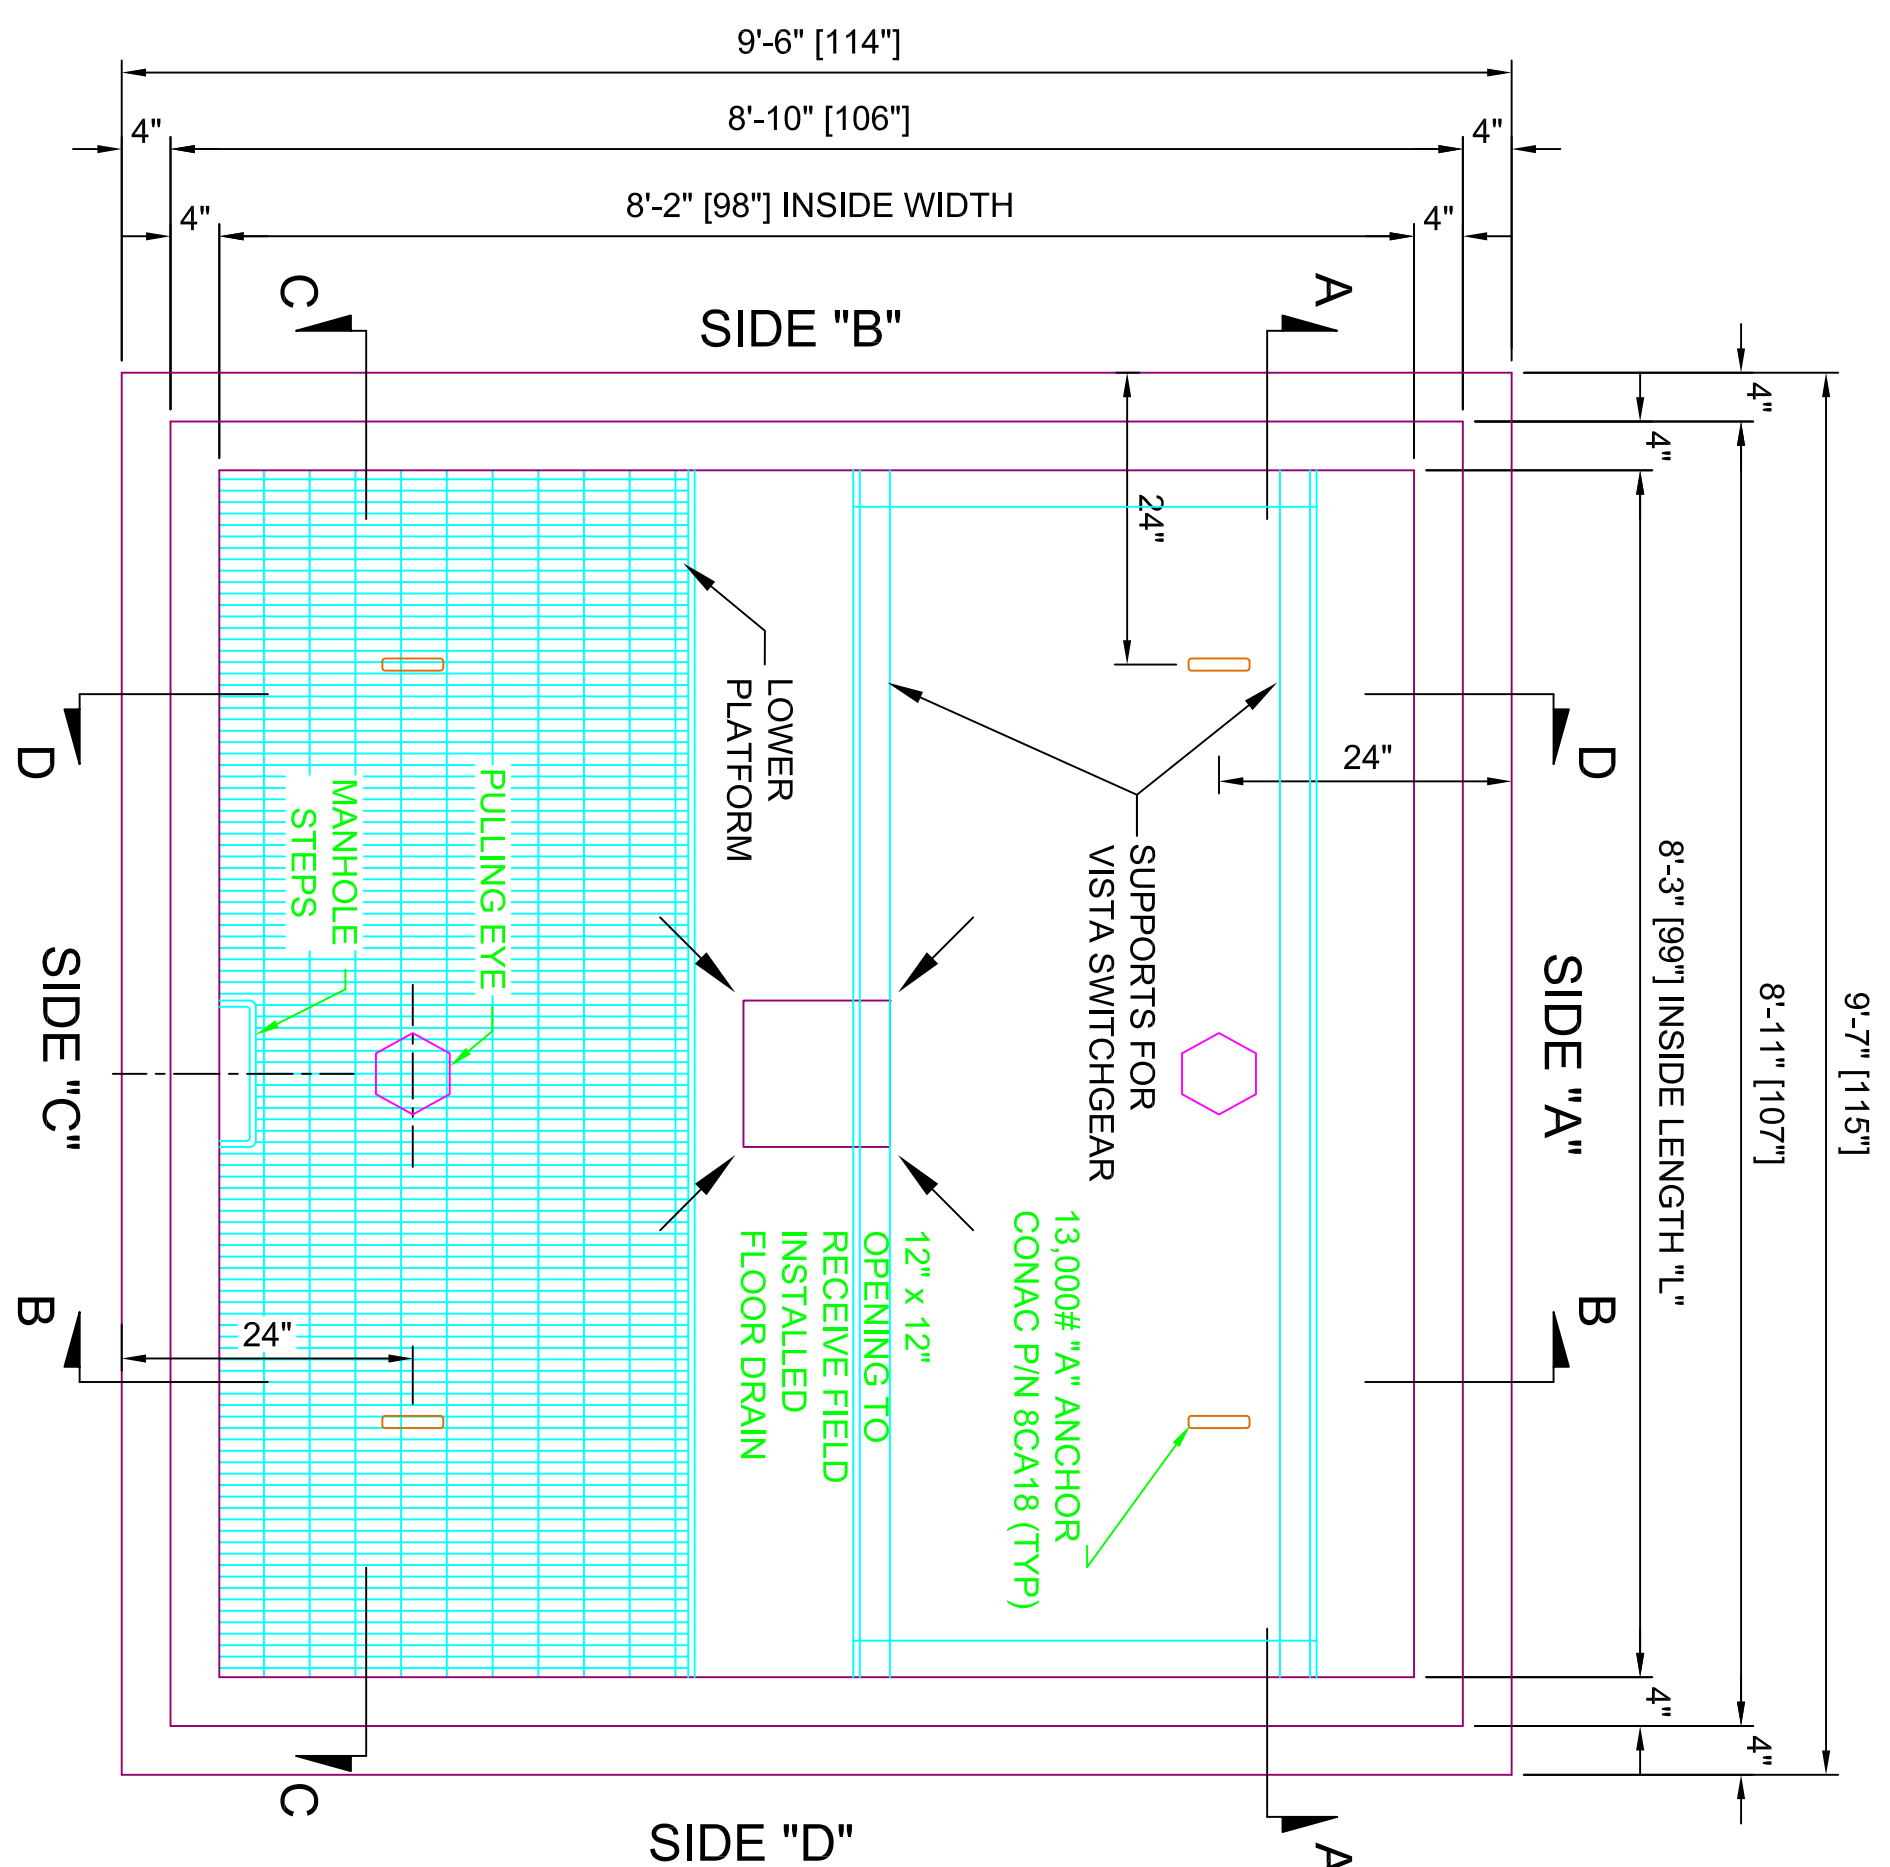 9'-6" [114"]
8'-10" [106"]
4"
4"
8'-2" [98"] INSIDE WIDTH
4"
4"
C
A
SIDE "B"
4"
4"
24"
LOWER
PLATFORM
24"
D
D
MANHOLE
STEPS
PULLING EYE
SUPPORTS FOR
VISTA SWITCHGEAR
8'-3" [99"] INSIDE LENGTH "L"
8'-11" [107"]
9'-7" [115"]
SIDE "A"
SIDE "C"
13,000# "A" ANCHOR
CONAC P/N 8CA18 (TYP)
12" x 12"
OPENING TO
RECEIVE FIELD
INSTALLED
FLOOR DRAIN
B
B
24"
4"
4"
C
A
SIDE "D"